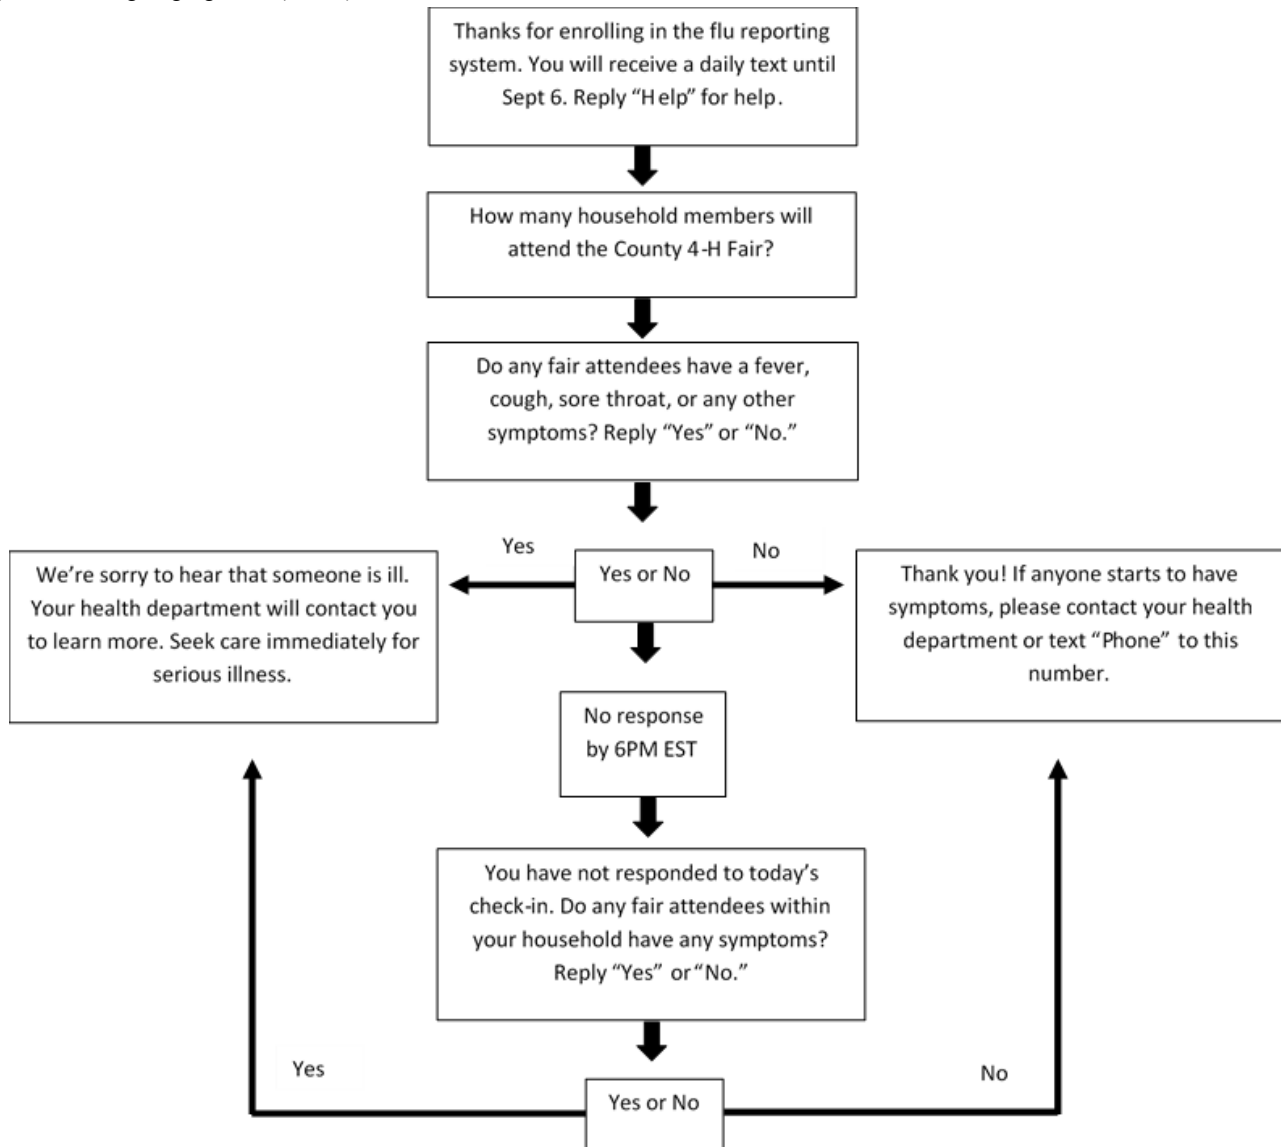 Thanks for enrolling in the flu reporting
system. You will receive a daily text until
Sept 6. Reply “Help” for help.
How many household members will
attend the County 4-H Fair?
Do any fair attendees have a fever,
cough, sore throat, or any other
symptoms? Reply “Yes” or “No.”
Yes
No
Yes or No
We’re sorry to hear that someone is ill.
Your health department will contact you
to learn more. Seek care immediately for
serious illness.
Thank you! If anyone starts to have
symptoms, please contact your health
department or text “Phone” to this
number.
No response
by 6PM EST
You have not responded to today’s
check-in. Do any fair attendees within
your household have any symptoms?
Reply “Yes” or “No.”
Yes
No
Yes or No